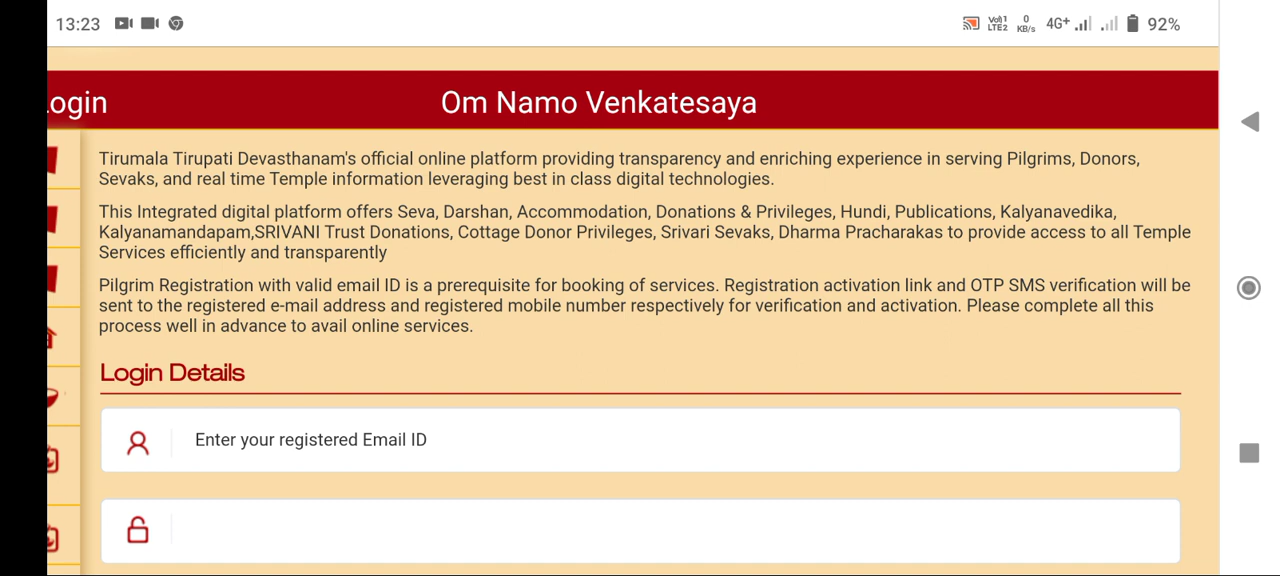 13:23
Vo)) 1
LTE2
0
KB/s
4G+
92%
ogin
Om Namo Venkatesaya
Tirumala Tirupati Devasthanam's official online platform providing transparency and enriching experience in serving Pilgrims, Donors,
Sevaks, and real time Temple information leveraging best in class digital technologies.
This Integrated digital platform offers Seva, Darshan, Accommodation, Donations & Privileges, Hundi, Publications, Kalyanavedika,
Kalyanamandapam,SRIVANI Trust Donations, Cottage Donor Privileges, Srivari Sevaks, Dharma Pracharakas to provide access to all Temple
Services efficiently and transparently
Pilgrim Registration with valid email ID is a prerequisite for booking of services. Registration activation link and OTP SMS verification will be
sent to the registered e-mail address and registered mobile number respectively for verification and activation. Please complete all this
process well in advance to avail online services.
Login Details
Enter your registered Email ID